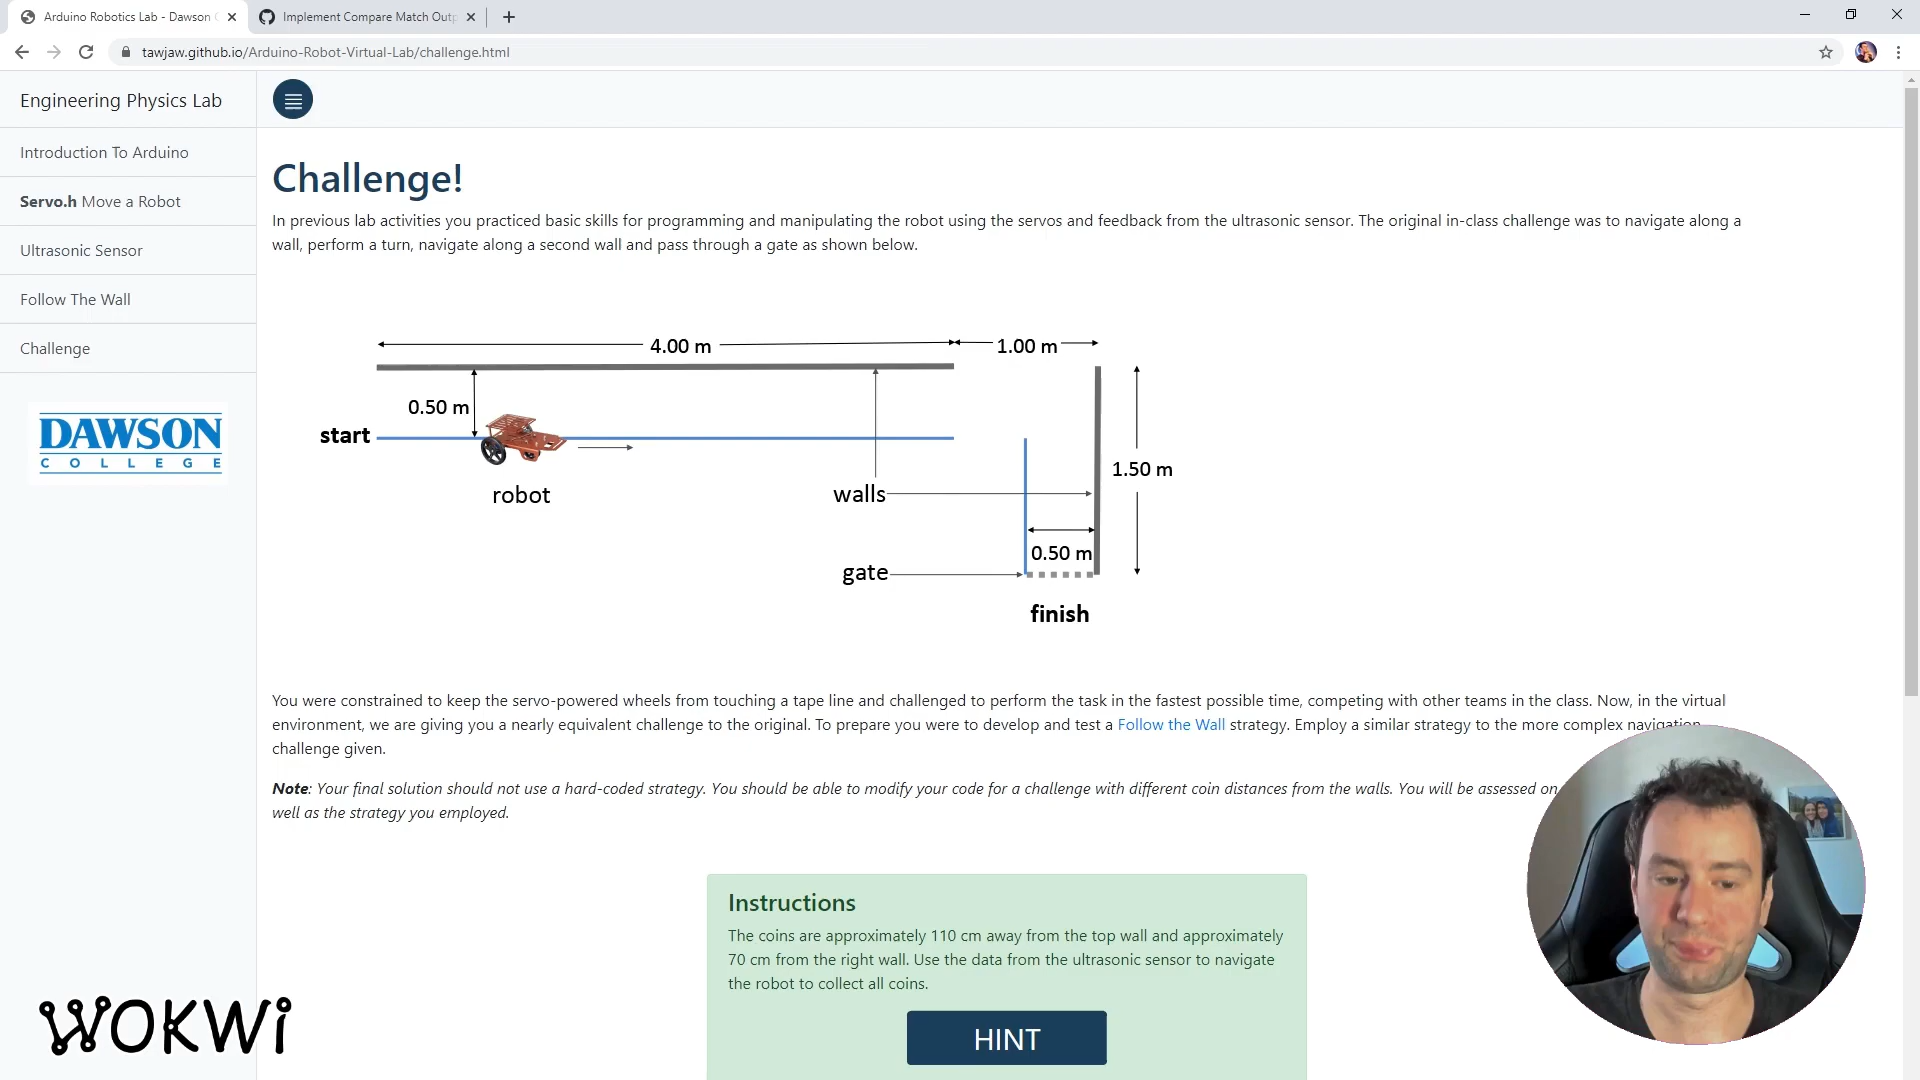 Arduino Robotics Lab - Dawson C
Implement Compare Match Outp
tawjaw.github.io/Arduino-Robot-Virtual-Lab/challenge.html
Engineering Physics Lab
Introduction To Arduino
Servo.h Move a Robot
Ultrasonic Sensor
Follow The Wall
Challenge
DAWSON
COLLEGE
Challenge!
In previous lab activities you practiced basic skills for programming and manipulating the robot using the servos and feedback from the ultrasonic sensor. The original in-class challenge was to navigate along a
wall, perform a turn, navigate along a second wall and pass through a gate as shown below.
4.00 m
1.00 m
0.50 m
start
robot
walls
1.50 m
0.50 m
gate
finish
You were constrained to keep the servo-powered wheels from touching a tape line and challenged to perform the task in the fastest possible time, competing with other teams in the class. Now, in the virtual
environment, we are giving you a nearly equivalent challenge to the original. To prepare you were to develop and test a Follow the Wall strategy. Employ a similar strategy to the more complex navigation
challenge given.
Note: Your final solution should not use a hard-coded strategy. You should be able to modify your code for a challenge with different coin distances from the walls. You will be assessed on
well as the strategy you employed.
Instructions
The coins are approximately 110 cm away from the top wall and approximately
70 cm from the right wall. Use the data from the ultrasonic sensor to navigate
the robot to collect all coins.
HINT
WOKWi